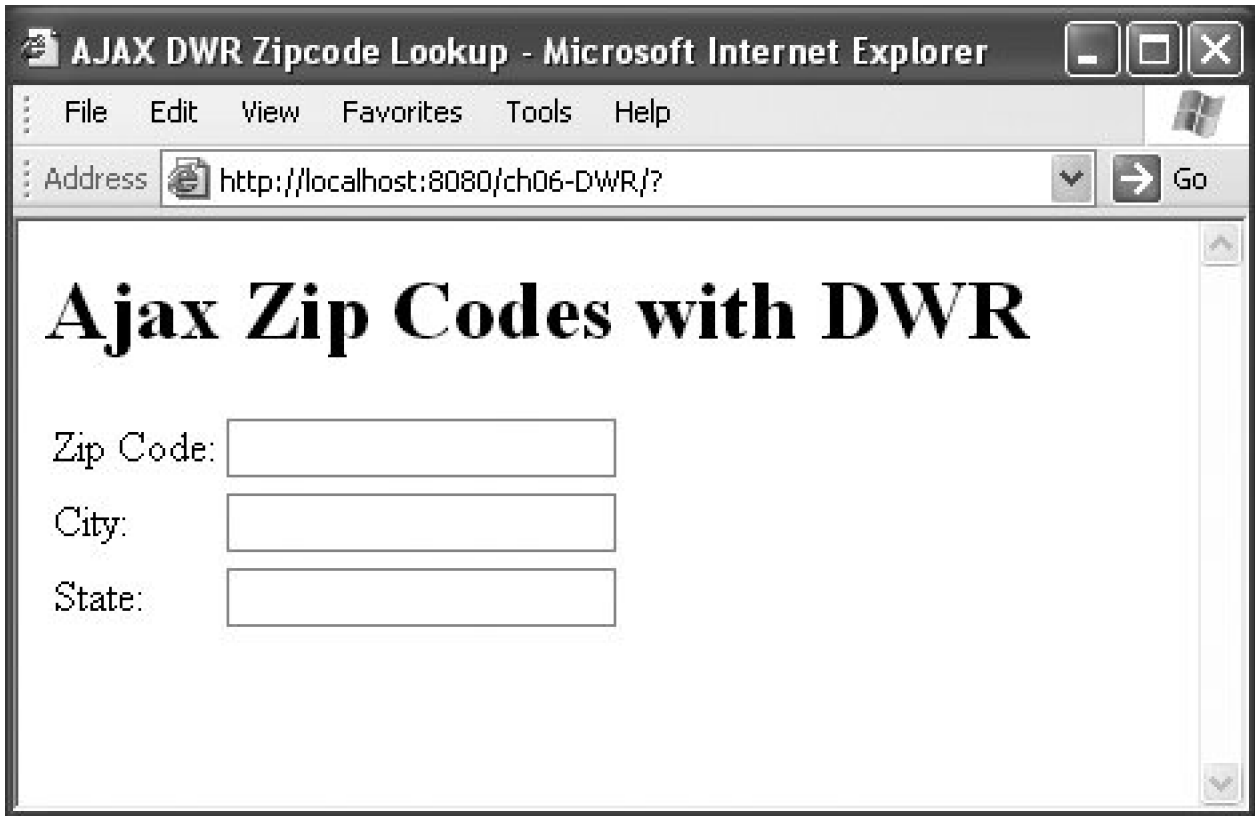 AJAX DWR Zipcode Lookup - Microsoft Internet Explorer
File Edit View Favorites Tools Help
Address http://localhost:8080/ch06-DWR/? Go
Ajax Zip Codes with DWR
Zip Code:
City:
State: